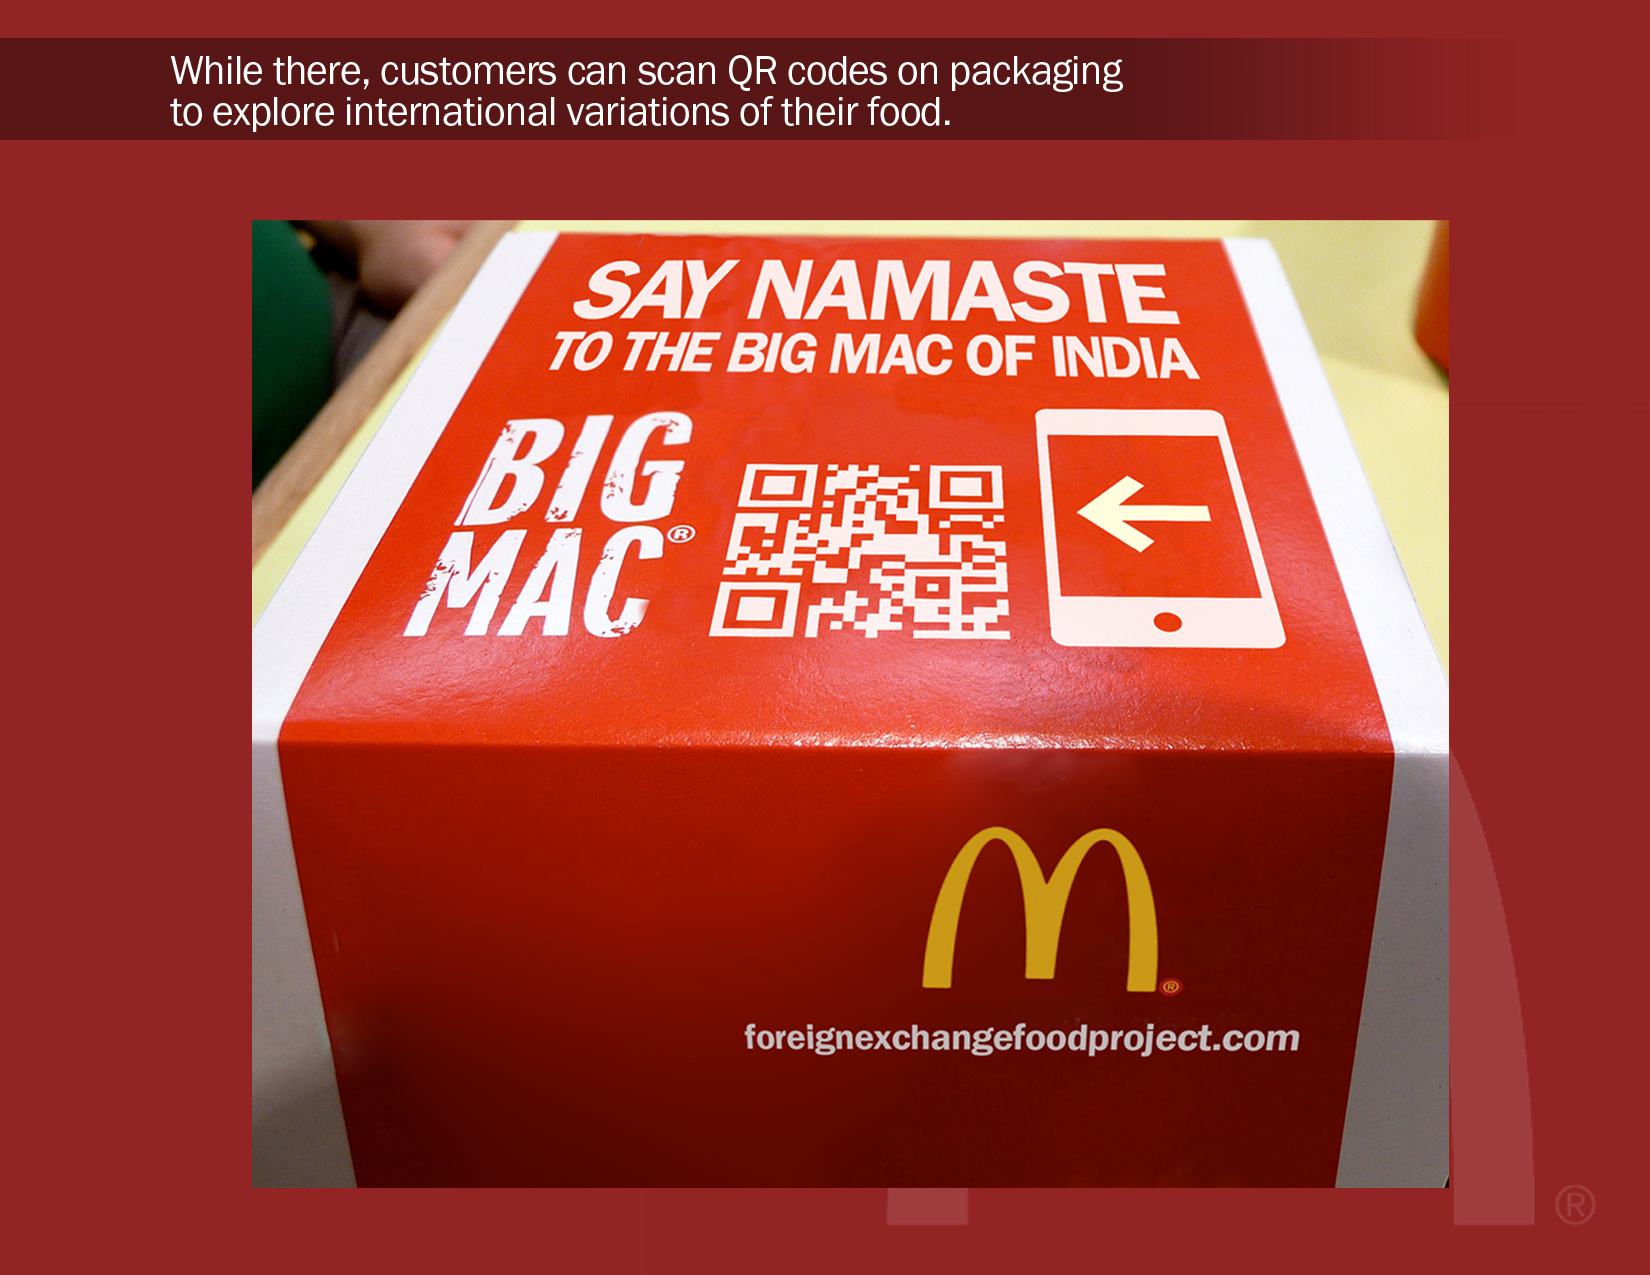 While there, customers can scan QR codes on packaging
to explore international variations of their food.
SAY NAMASTE
TO THE BIG MAC OF INDIA
BIG
MAC®
M®
foreignexchangefoodproject.com
®